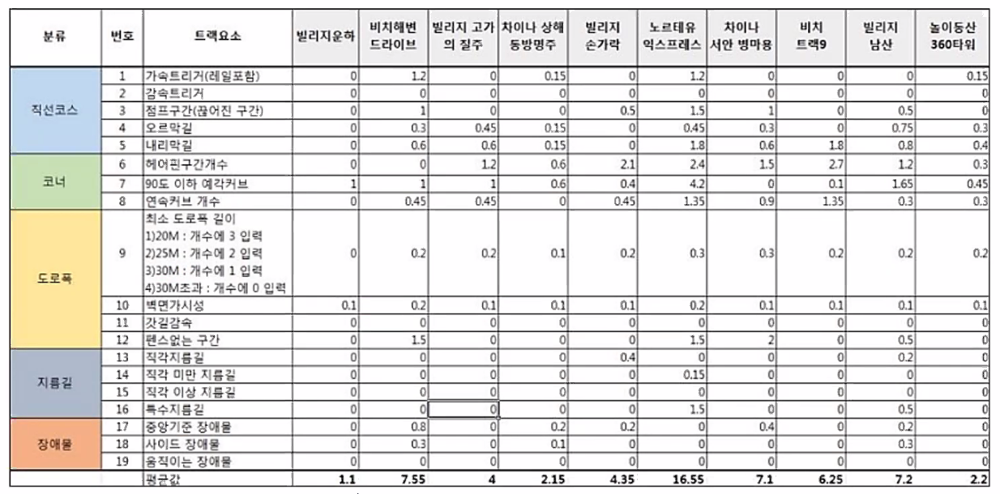 분류 번호 트랙요소 빌리지운하 비치해변 드라이브 빌리지 고가의 질주 차이나 상해 동방명주 빌리지 손가락 노르테유 익스프레스 차이나 서안 병마용 비치 트랙9 빌리지 남산 놀이동산 360타워
직선코스
1 가속트리거(레일포함) 0 1.2 0 0.15 0 1.2 0 0 0 0.15
2 감속트리거 0 0 0 0 0 0 0 0 0 0
3 점프구간(끊어진 구간) 0 1 0 0 0.5 1.5 1 0 0.5 0
4 오르막길 0 0.3 0.45 0.15 0 0.45 0.3 0 0.75 0.3
5 내리막길 0 0.6 0.6 0.15 0 1.8 0.6 1.8 0.8 0.4
코너
6 헤어핀구간개수 0 0 1.2 0.6 2.1 2.4 1.5 2.7 1.2 0.3
7 90도 이하 예각커브 1 1 1 0.6 0.4 4.2 0 0.1 1.65 0.45
8 연속커브 개수 0 0.45 0.45 0 0.45 1.35 0.9 1.35 0.3 0.3
도로폭
최소 도로폭 길이
1)20M : 개수에 3 입력
2)25M : 개수에 2 입력
9 0 0.2 0.2 0.1 0.2 0.3 0.3 0.2 0.2 0.2
3)30M : 개수에 1 입력
4)30M초과 : 개수에 0 입력
10 벽면가시성 0.1 0.2 0.1 0.1 0.1 0.2 0.1 0.1 0.1 0.1
11 갓길감속 0 0 0 0 0 0 0 0 0 0
12 펜스없는 구간 0 1.5 0 0 0 1.5 2 0 0.5 0
지름길
13 직각지름길 0 0 0 0 0.4 0 0 0 0.2 0
14 직각 미만 지름길 0 0 0 0 0 0.15 0 0 0 0
15 직각 이상 지름길 0 0 0 0 0 0 0 0 0 0
16 특수지름길 0 0 0 0 0 1.5 0 0 0.5 0
장애물
17 중앙기준 장애물 0 0.8 0 0.2 0.2 0 0.4 0 0.2 0
18 사이드 장애물 0 0.3 0 0.1 0 0 0 0 0.3 0
19 움직이는 장애물 0 0 0 0 0 0 0 0 0 0
평균값 1.1 7.55 4 2.15 4.35 16.55 7.1 6.25 7.2 2.2